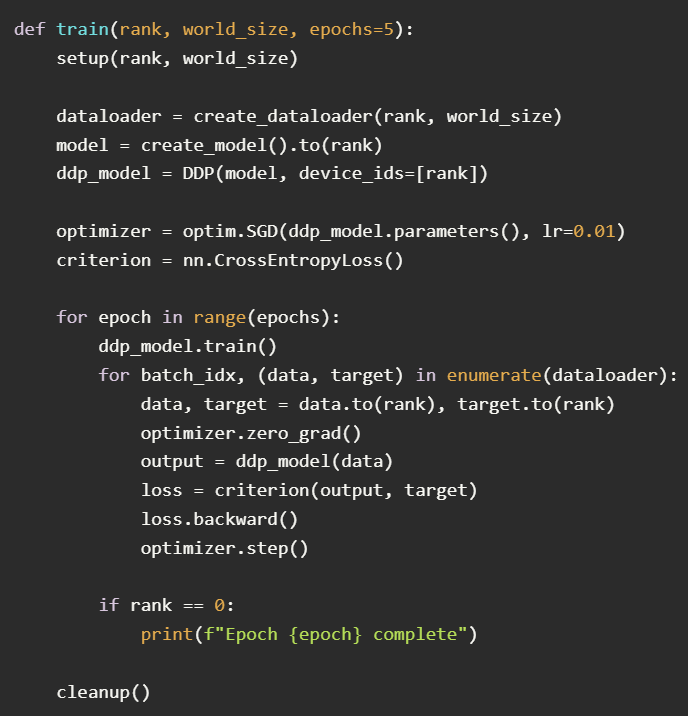 def train(rank, world_size, epochs=5):
    setup(rank, world_size)

    dataloader = create_dataloader(rank, world_size)
    model = create_model().to(rank)
    ddp_model = DDP(model, device_ids=[rank])

    optimizer = optim.SGD(ddp_model.parameters(), lr=0.01)
    criterion = nn.CrossEntropyLoss()

    for epoch in range(epochs):
        ddp_model.train()
        for batch_idx, (data, target) in enumerate(dataloader):
            data, target = data.to(rank), target.to(rank)
            optimizer.zero_grad()
            output = ddp_model(data)
            loss = criterion(output, target)
            loss.backward()
            optimizer.step()

        if rank == 0:
            print(f"Epoch {epoch} complete")

    cleanup()